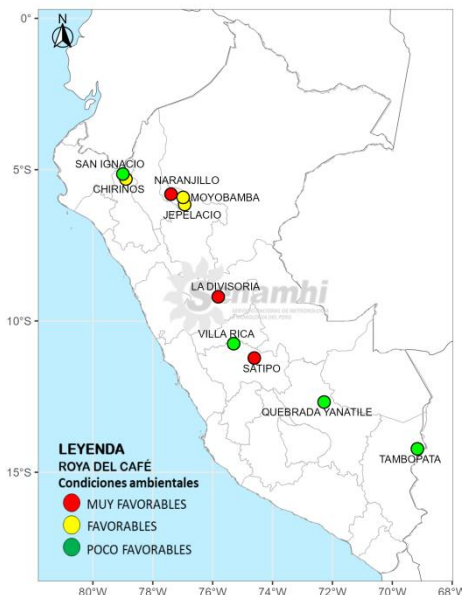 N
0°
SAN IGNACIO
CHIRINOS
NARANJILLO
MOYOBAMBA
JEPELACIO
5°S
LA DIVISORIA
Senamhi
10°S
VILLA RICA
SATIPO
QUEBRADA YANATILE
TAMBOPATA
15°S
LEYENDA
ROYA DEL CAFÉ
Condiciones ambientales
MUY FAVORABLES
FAVORABLES
POCO FAVORABLES
80°W 78°W 76°W 74°W 72°W 70°W 68°W